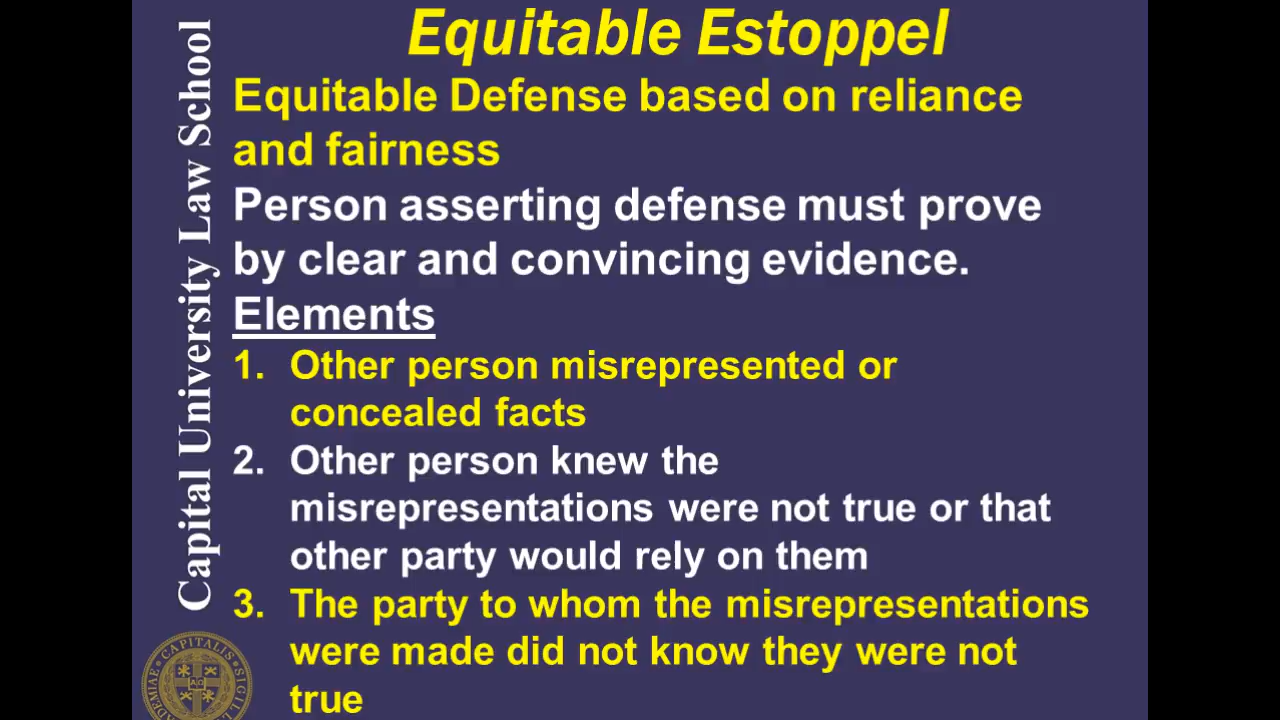 Equitable Estoppel
Capital University Law School
Equitable Defense based on reliance
and fairness
Person asserting defense must prove
by clear and convincing evidence.
Elements
1. Other person misrepresented or
concealed facts
2. Other person knew the
misrepresentations were not true or that
other party would rely on them
3. The party to whom the misrepresentations
were made did not know they were not
true
CAPITALIS